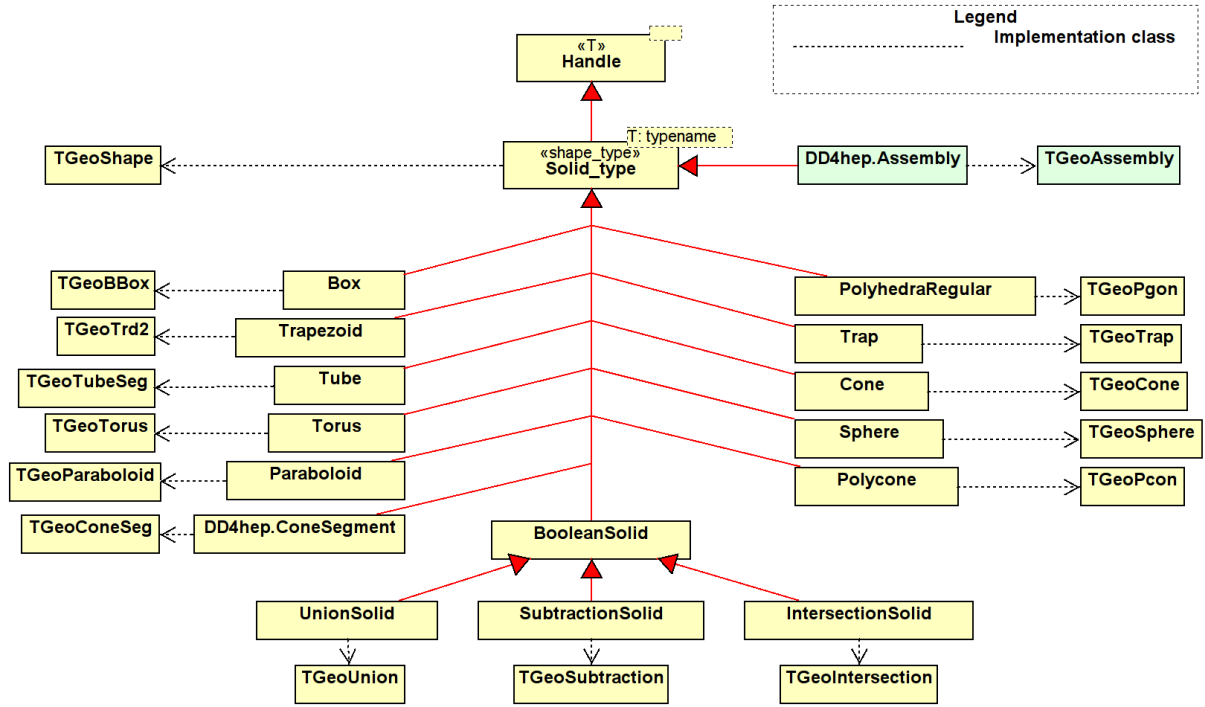 Legend
Implementation class
«T»
Handle
T: typename
TGeoShape
«shape_type»
Solid_type
DD4hep.Assembly
TGeoAssembly
TGeoBBox
Box
PolyhedraRegular
TGeoPgon
TGeoTrd2
Trapezoid
Trap
TGeoTrap
TGeoTubeSeg
Tube
Cone
TGeoCone
TGeoTorus
Torus
Sphere
TGeoSphere
TGeoParaboloid
Paraboloid
Polycone
TGeoPcon
TGeoConeSeg
DD4hep.ConeSegment
BooleanSolid
UnionSolid
SubtractionSolid
IntersectionSolid
TGeoUnion
TGeoSubtraction
TGeoIntersection